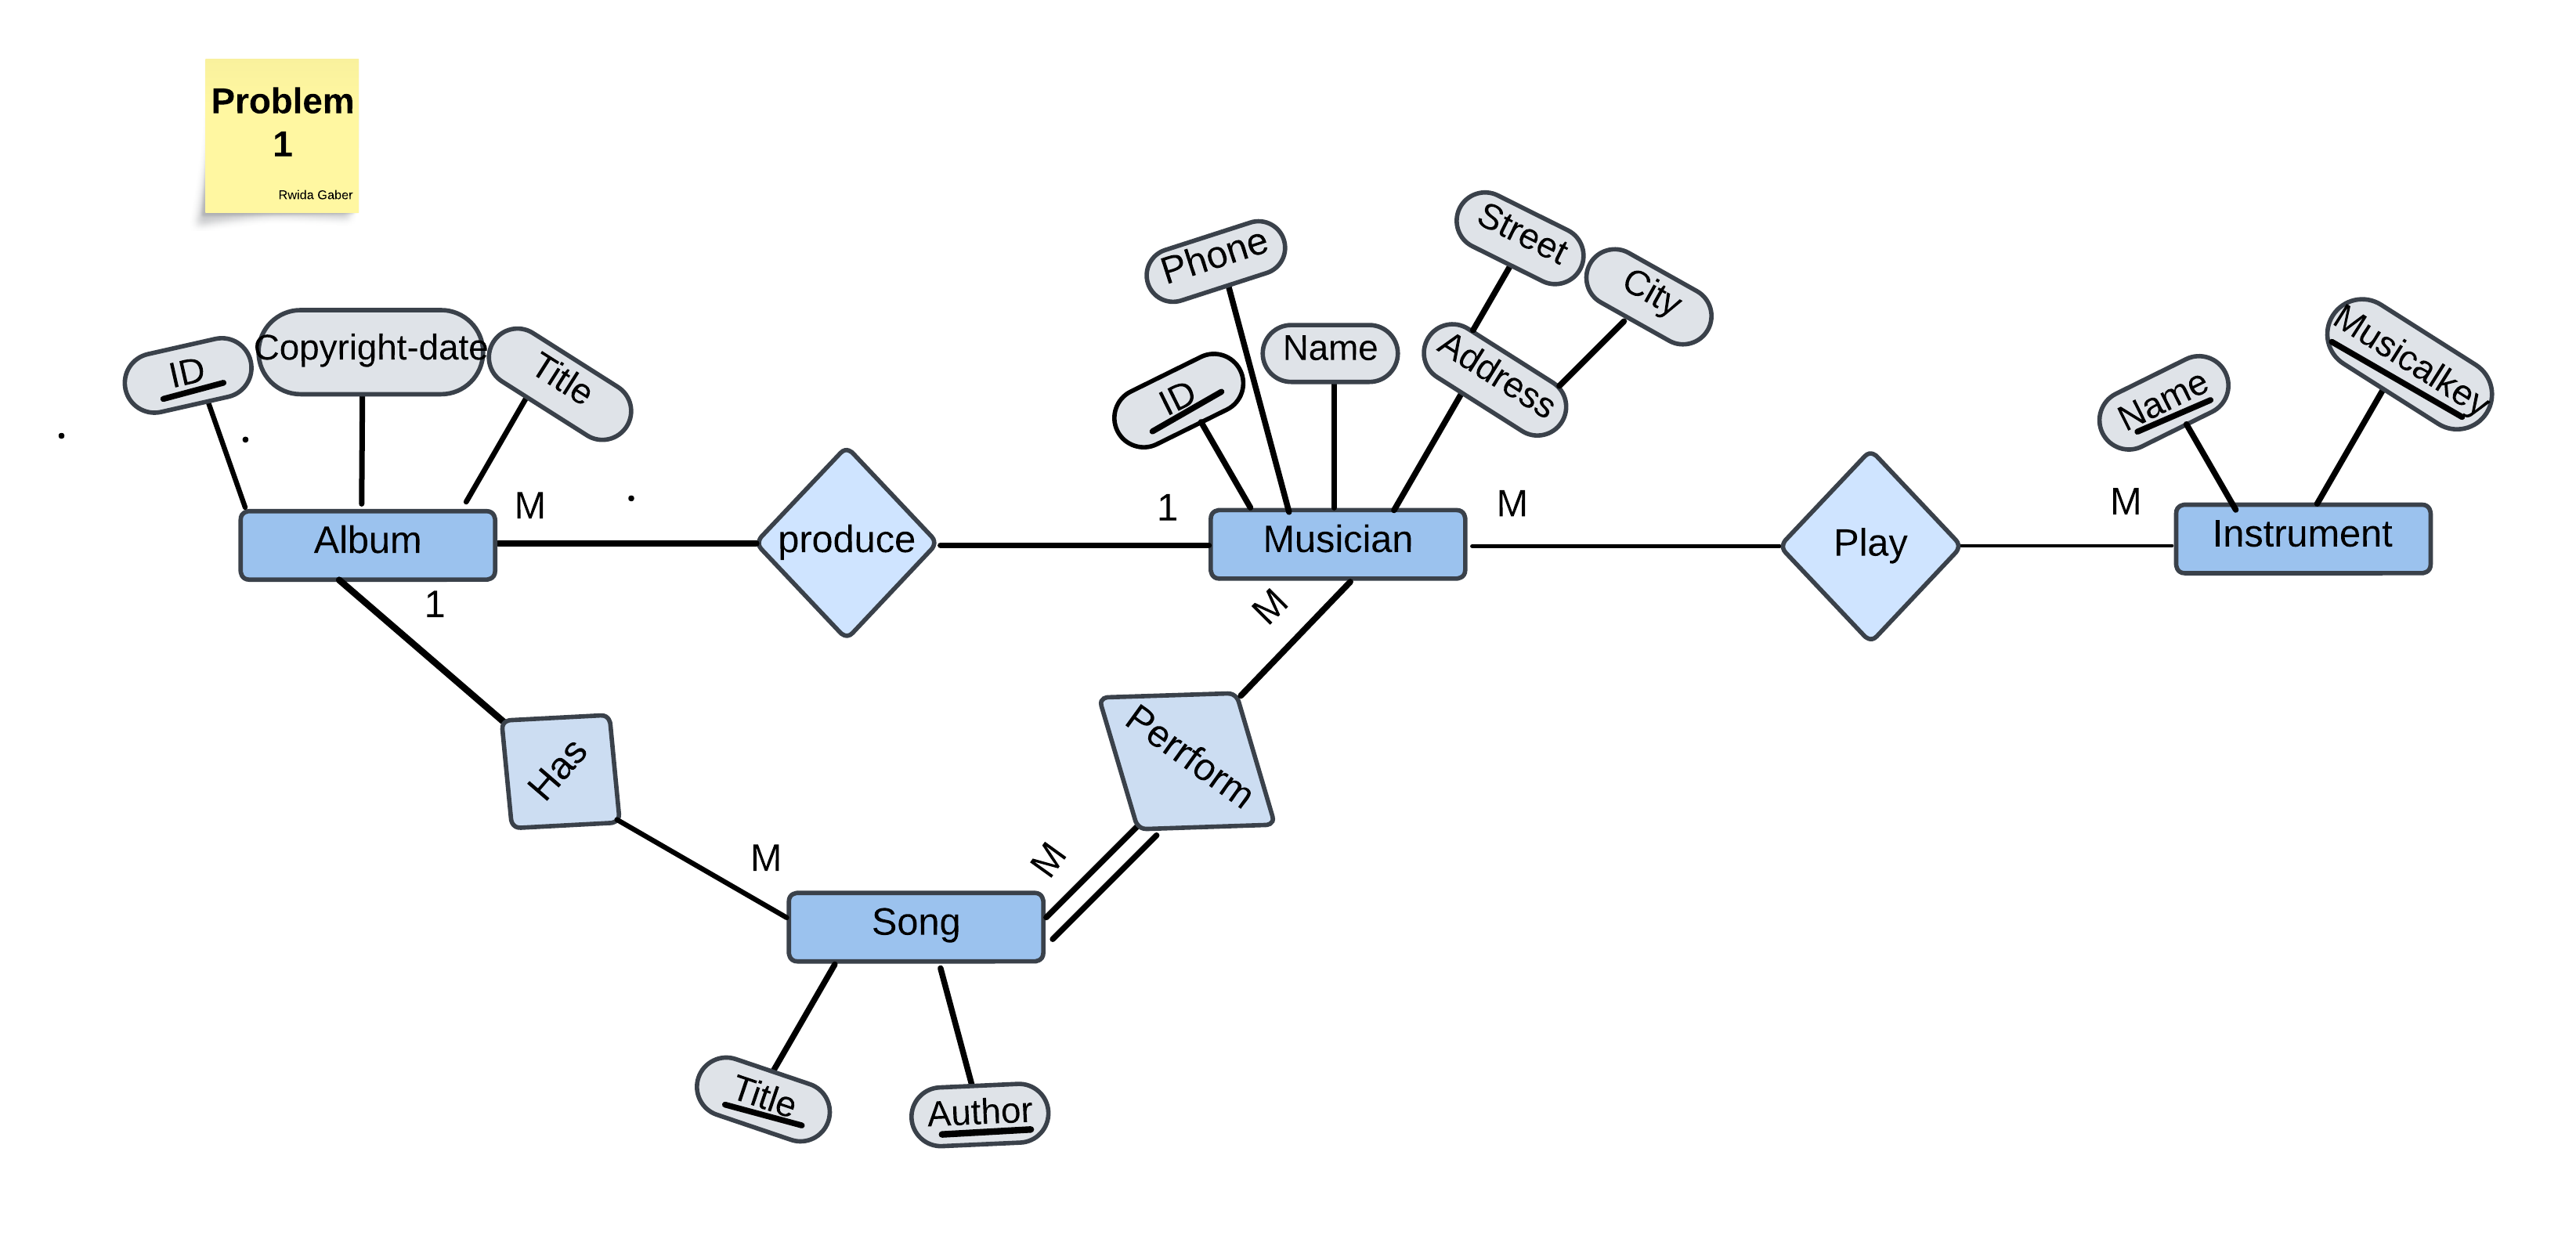 Problem
1
Rwida Gaber
Street
Phone
City
Copyright-date
ID
Title
Name
Address
ID
Musicalkey
Name
M
1
M
M
Album
produce
Musician
Play
Instrument
1
M
Has
Perrform
M
M
Song
Title
Author